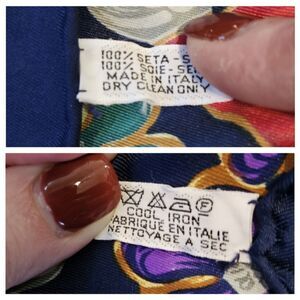 100% SETA - S
100% SOIE - SE
MADE IN ITALY
DRY CLEAN ONLY
COOL IRON
FABRIQUE EN ITALIE
NETTOYAGE A SEC